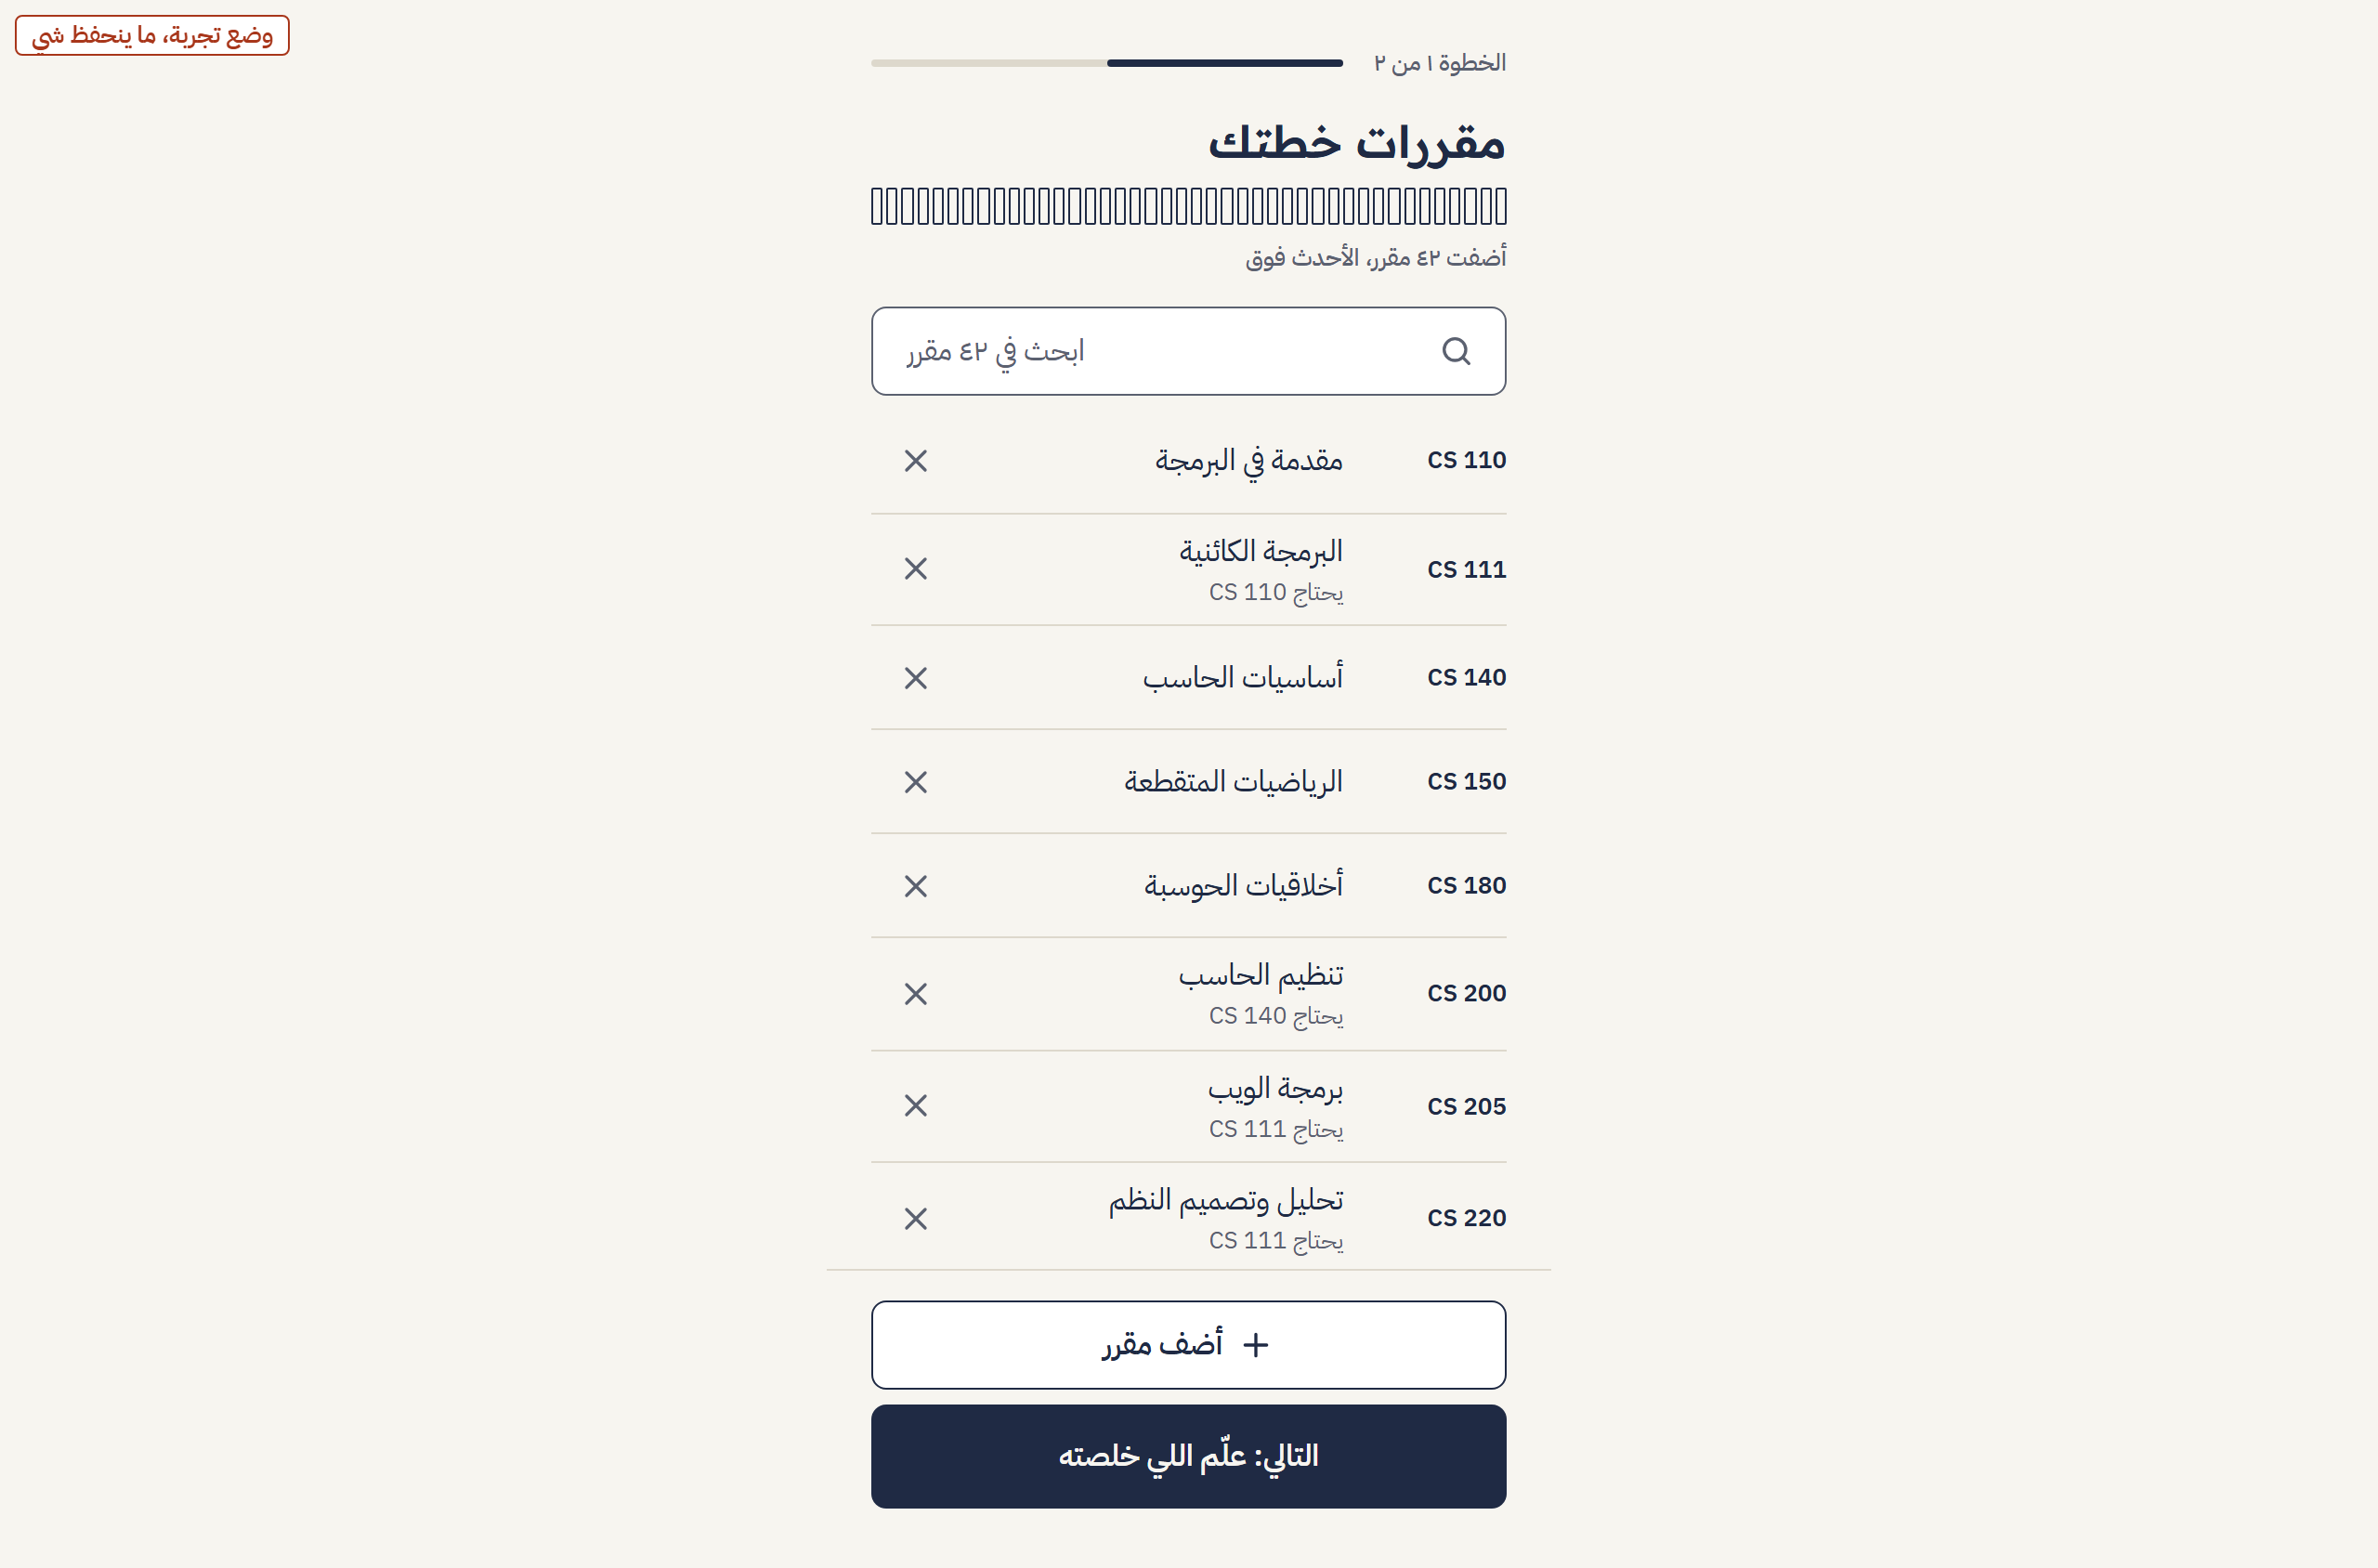 وضع تجربة، ما ينحفظ شي
الخطوة ١ من ٢
مقررات خطتك
أضفت ٤٢ مقرر، الأحدث فوق
ابحث في ٤٢ مقرر
CS 110 مقدمة في البرمجة
CS 111 البرمجة الكائنية
يحتاج CS 110
CS 140 أساسيات الحاسب
CS 150 الرياضيات المتقطعة
CS 180 أخلاقيات الحوسبة
CS 200 تنظيم الحاسب
يحتاج CS 140
CS 205 برمجة الويب
يحتاج CS 111
CS 220 تحليل وتصميم النظم
يحتاج CS 111
أضف مقرر
التالي: علّم اللي خلصته